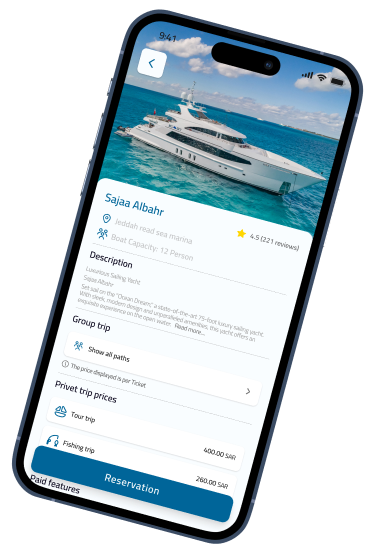 9:41
Sajaa Albahr
4.5 (221 reviews)
Jeddah read sea marina
Boat Capacity: 12 Person
Description
Luxurious Sailing Yacht
Sajaa Albahr
Set sail on the "Ocean Dream," a state-of-the-art 75-foot luxury sailing yacht.
With sleek, modern design and unparalleled amenities, this yacht offers an
exquisite experience on the open water. Read more...
Group trip
Show all paths
The price displayed is per Ticket
Privet trip prices
Tour trip
400.00 SAR
Fishing trip
260.00 SAR
Reservation
Paid features